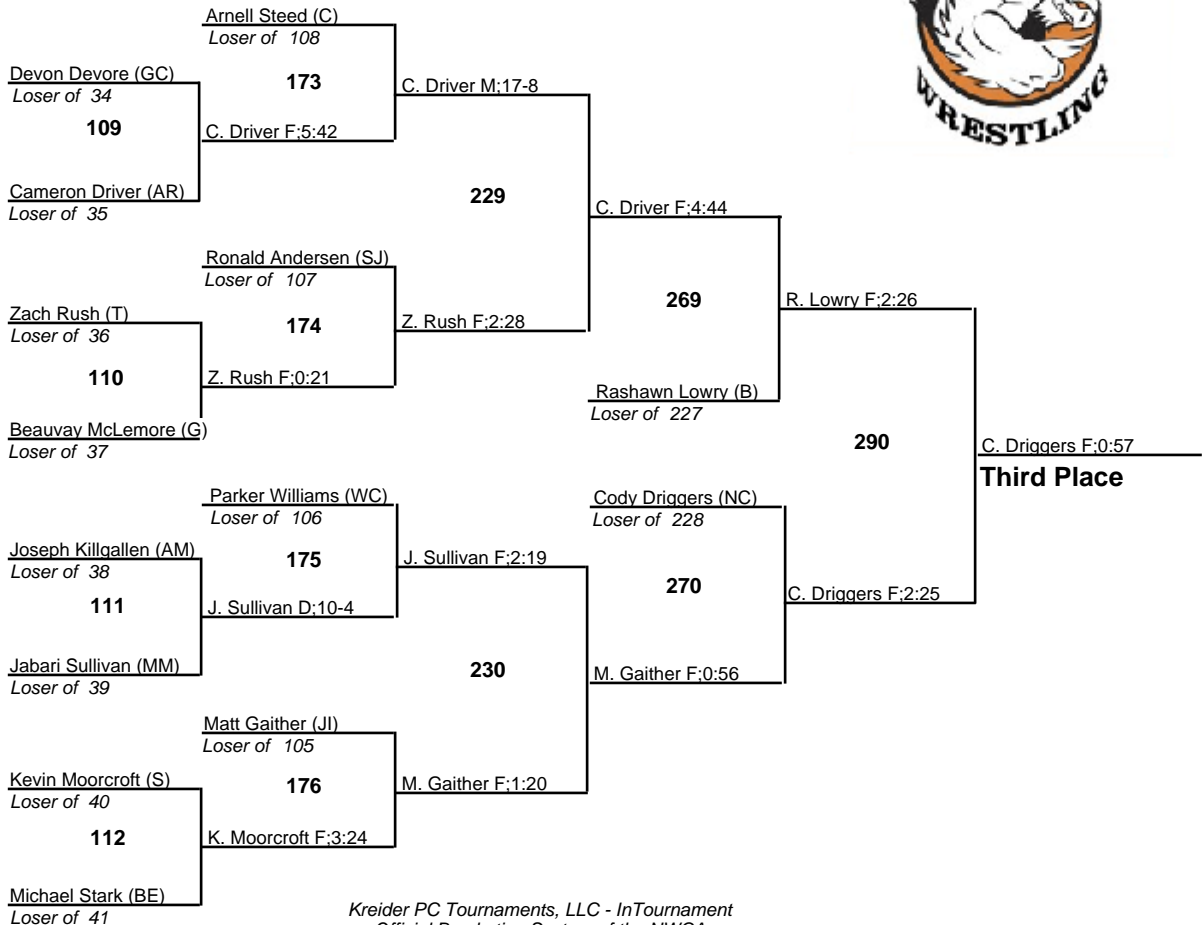 Arnell Steed (C)
Loser of 108
Devon Devore (GC)
Loser of 34
173
C. Driver M;17-8
109
C. Driver F;5:42
WRESTLING
Cameron Driver (AR)
Loser of 35
229
C. Driver F;4:44
Ronald Andersen (SJ)
Loser of 107
Zach Rush (T)
Loser of 36
174
Z. Rush F;2:28
269
R. Lowry F;2:26
110
Z. Rush F;0:21
Rashawn Lowry (B)
Loser of 227
Beauvay McLemore (G)
Loser of 37
290
C. Driggers F;0:57
Third Place
Parker Williams (WC)
Loser of 106
Cody Driggers (NC)
Loser of 228
Joseph Killgallen (AM)
Loser of 38
175
J. Sullivan F;2:19
270
C. Driggers F;2:25
111
J. Sullivan D;10-4
Jabari Sullivan (MM)
Loser of 39
230
M. Gaither F;0:56
Matt Gaither (JI)
Loser of 105
Kevin Moorcroft (S)
Loser of 40
176
M. Gaither F;1:20
112
K. Moorcroft F;3:24
Michael Stark (BE)
Loser of 41
Kreider PC Tournaments, LLC - InTournament